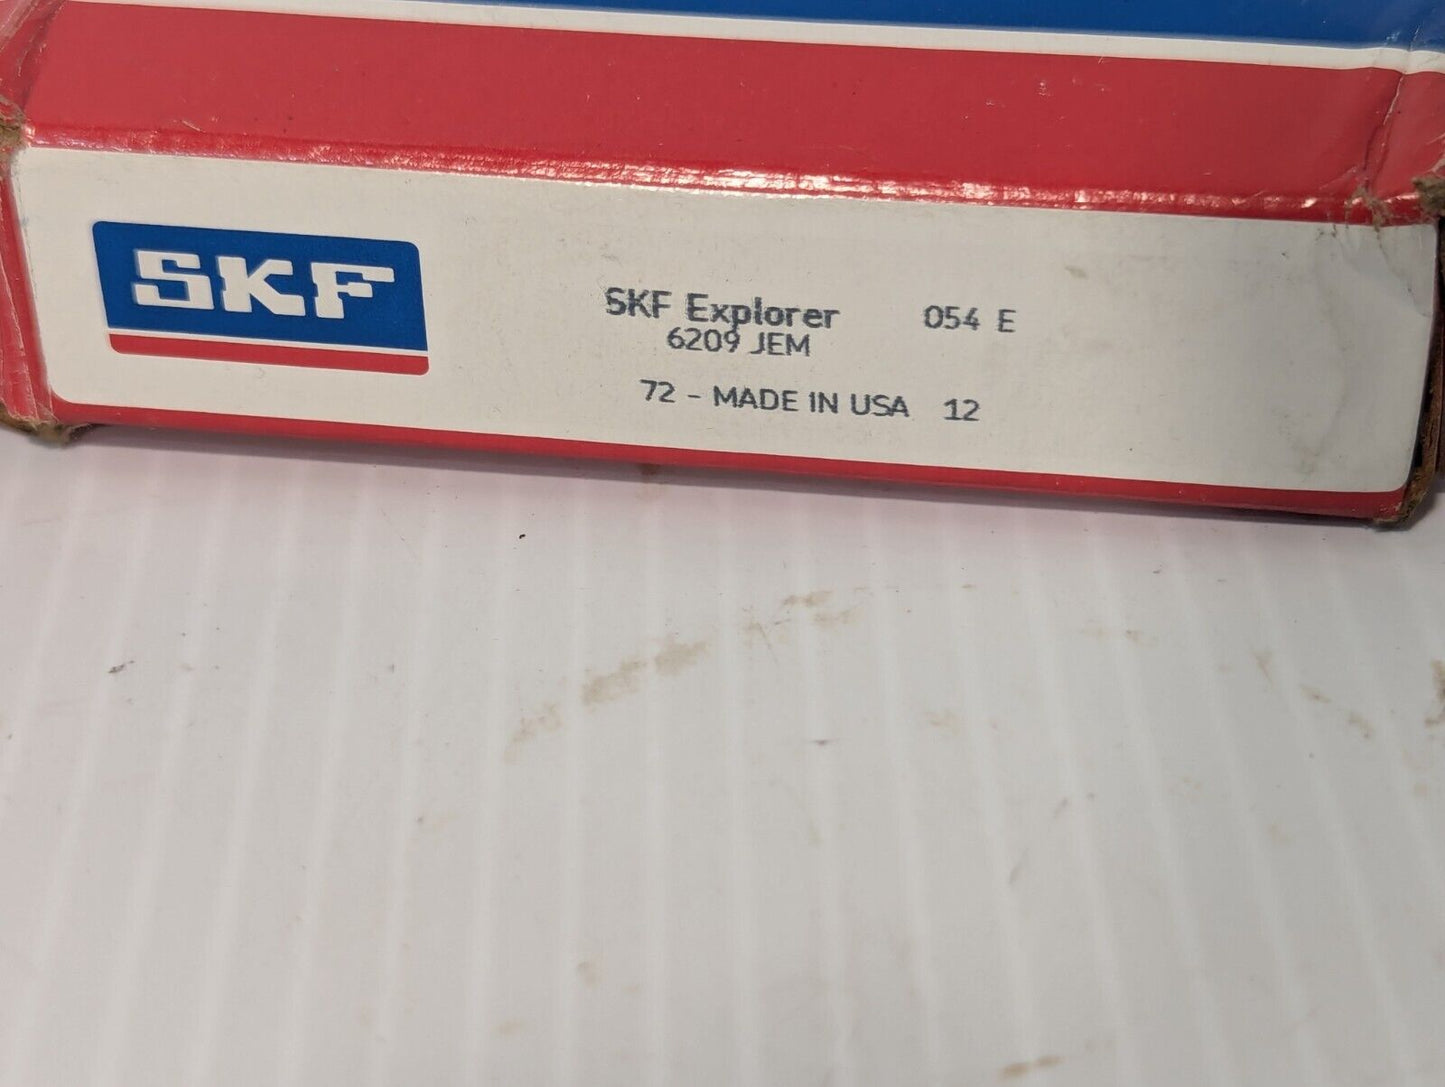 SKF
SKF Explorer 054 E
6209 JEM
72 - MADE IN USA 12